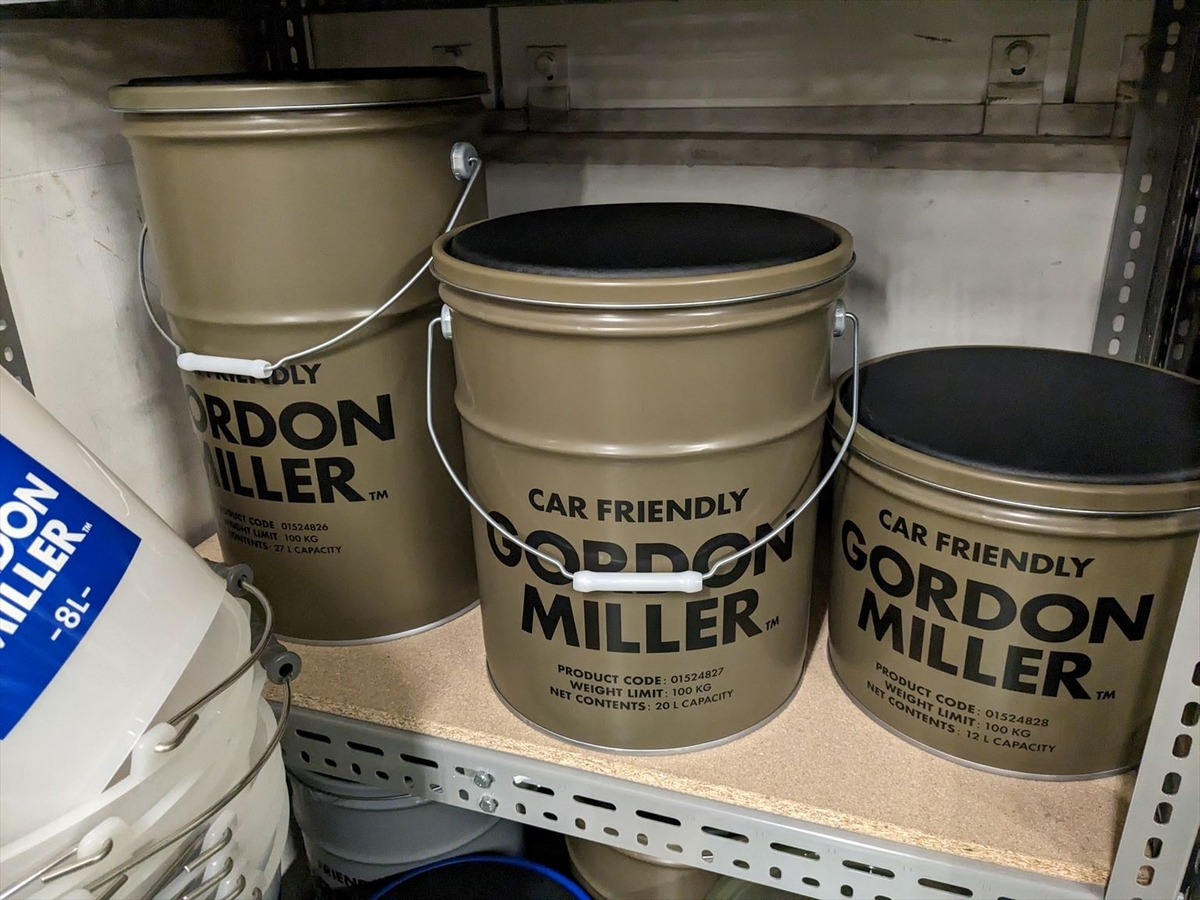 FRIENDLY
ORDON
MILLER™
PRODUCT CODE 01524826
WEIGHT LIMIT: 100 KG
CONTENTS: 27 L CAPACITY
CAR FRIENDLY
GORDON
MILLER™
PRODUCT CODE: 01524827
WEIGHT LIMIT: 100 KG
NET CONTENTS: 20 L CAPACITY
CAR FRIENDLY
GORDON
MILLER™
PRODUCT CODE: 01524828
WEIGHT LIMIT: 100 KG
NET CONTENTS: 12 L CAPACITY
DON
MILLER™
-8L-